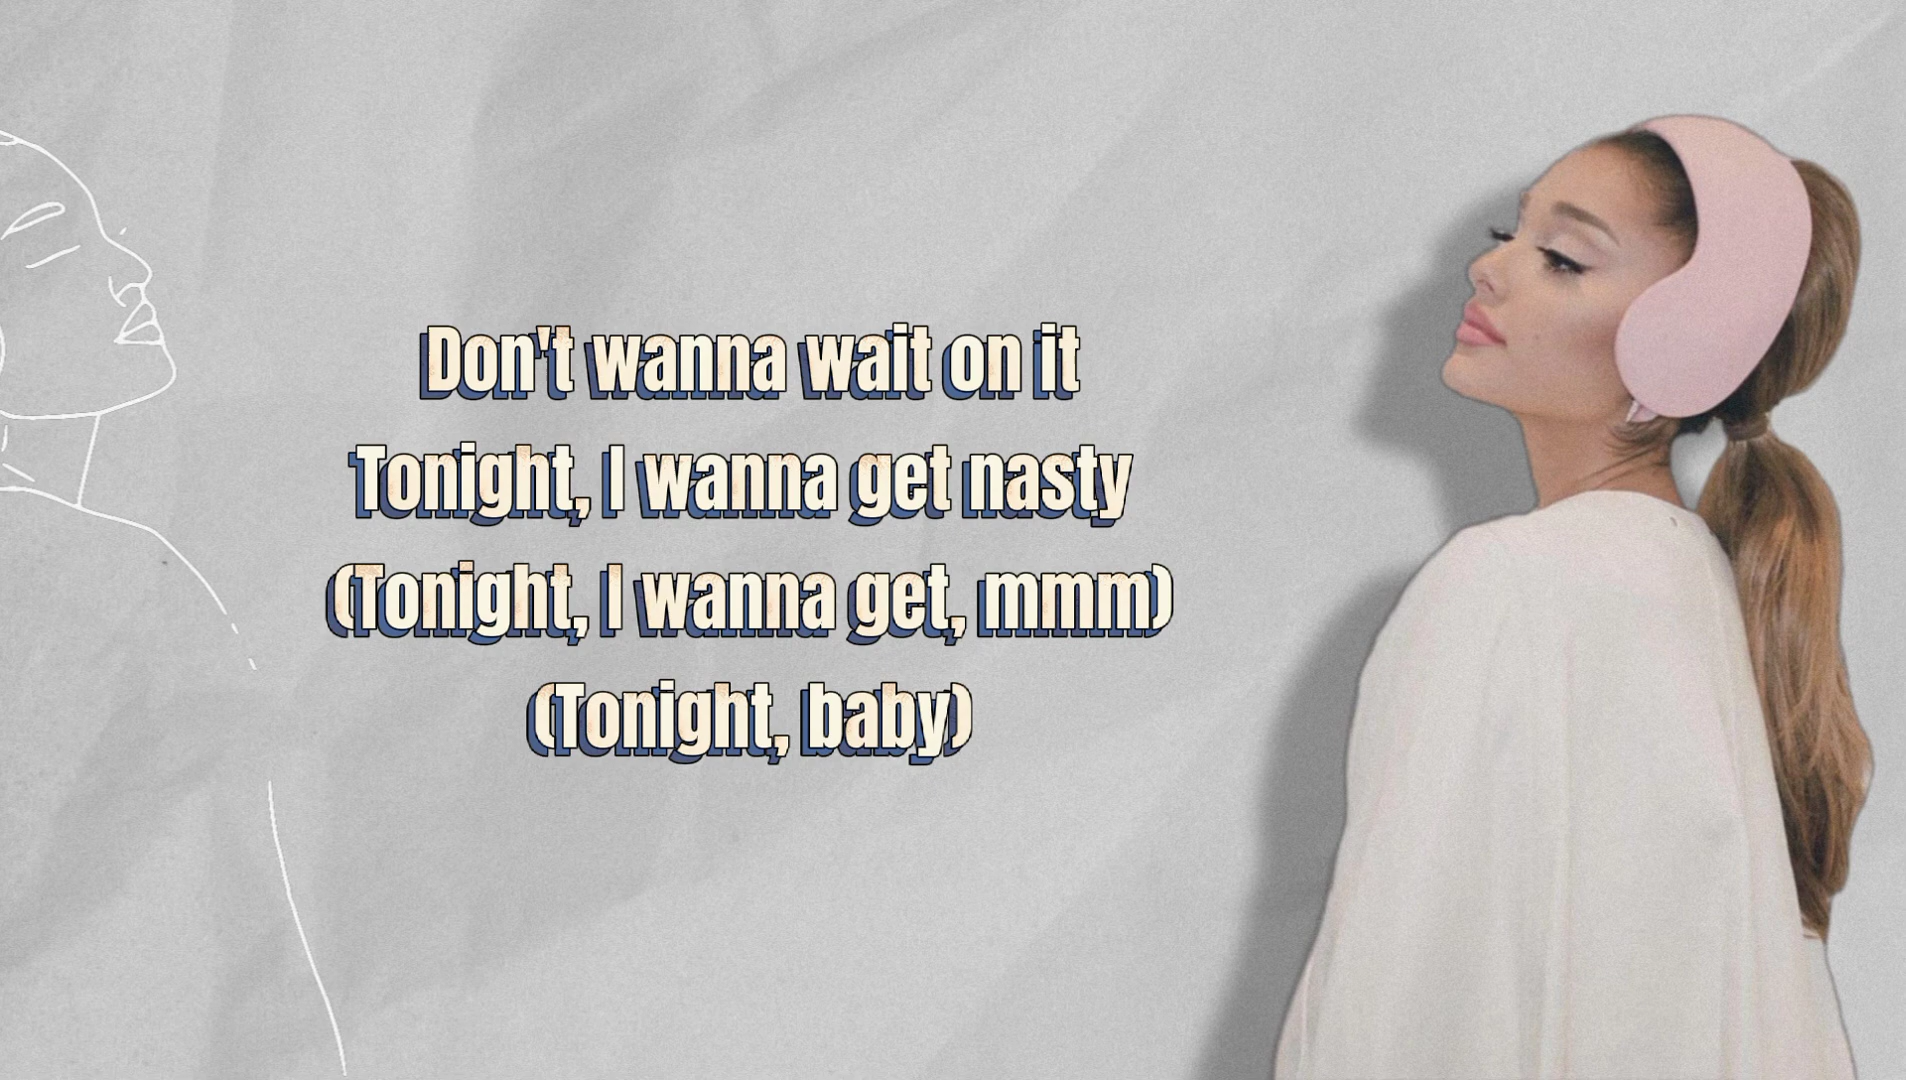 Don't wanna wait on it
Tonight, I wanna get nasty
(Tonight, I wanna get, mmm)
(Tonight, baby)